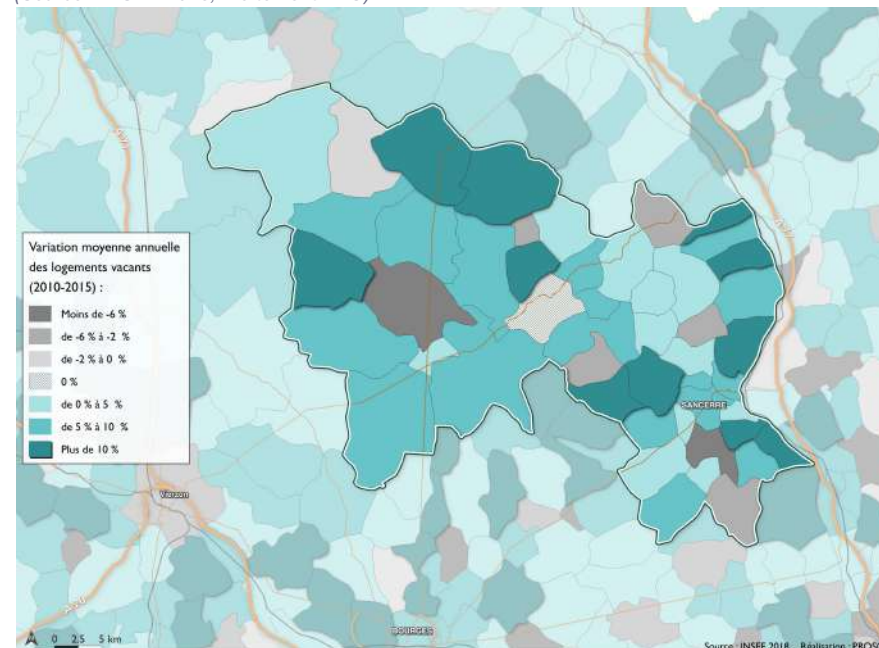 Variation moyenne annuelle
des logements vacants
(2010-2015) :
Moins de -6 %
de -6 % à -2 %
de -2 % à 0 %
0 %
de 0 % à 5 %
de 5 % à 10 %
Plus de 10 %
SANCERRE
Vierzon
BOURGES
0 2.5 5 km
Source : INSEE 2018 Réalisation :